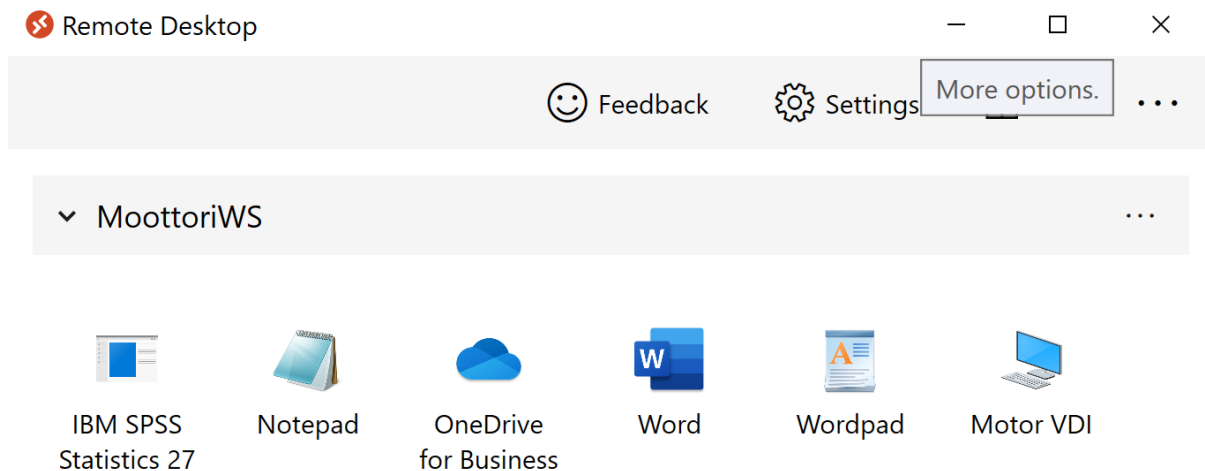 Remote Desktop
Feedback
Settings
More options.
MoottoriWS
IBM SPSS
Statistics 27
Notepad
OneDrive
for Business
W
Word
A
Wordpad
Motor VDI